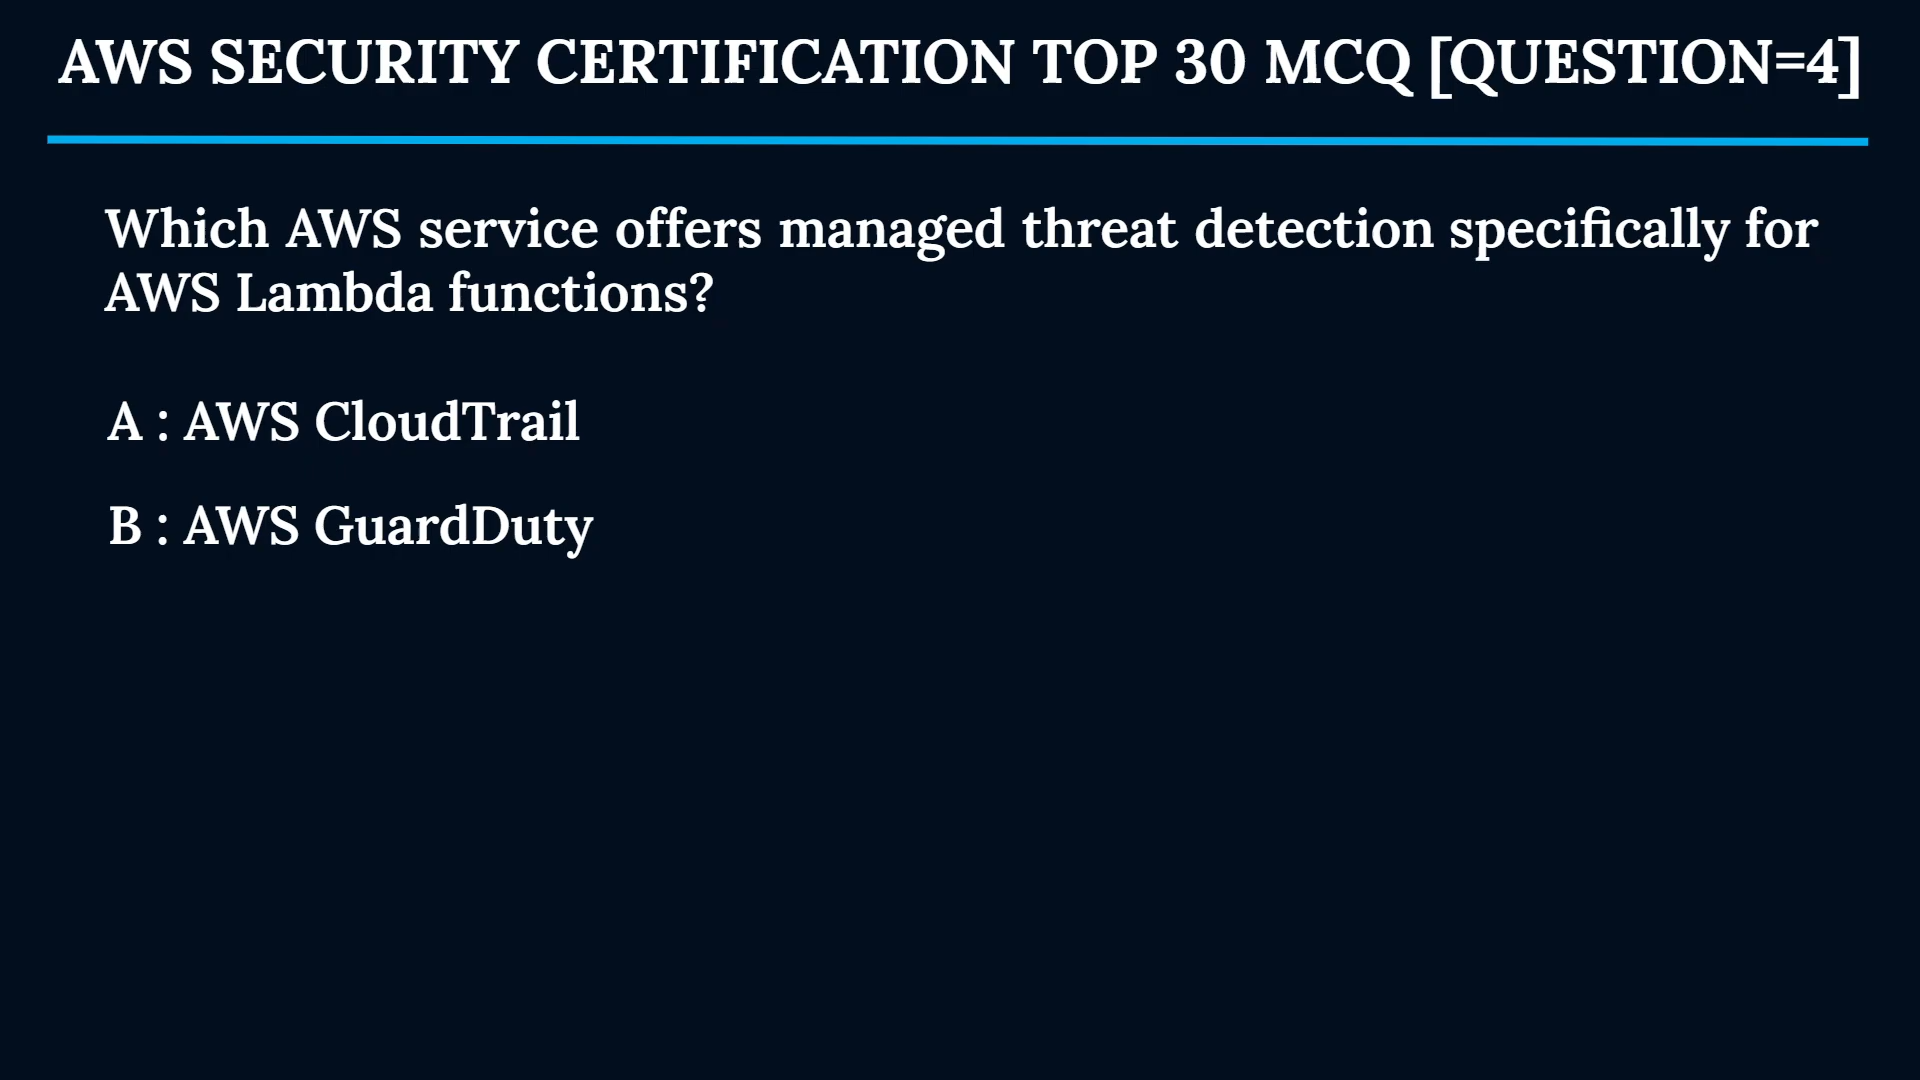 AWS SECURITY CERTIFICATION TOP 30 MCQ [QUESTION=4]
Which AWS service offers managed threat detection specifically for
AWS Lambda functions?
A : AWS CloudTrail
B : AWS GuardDuty